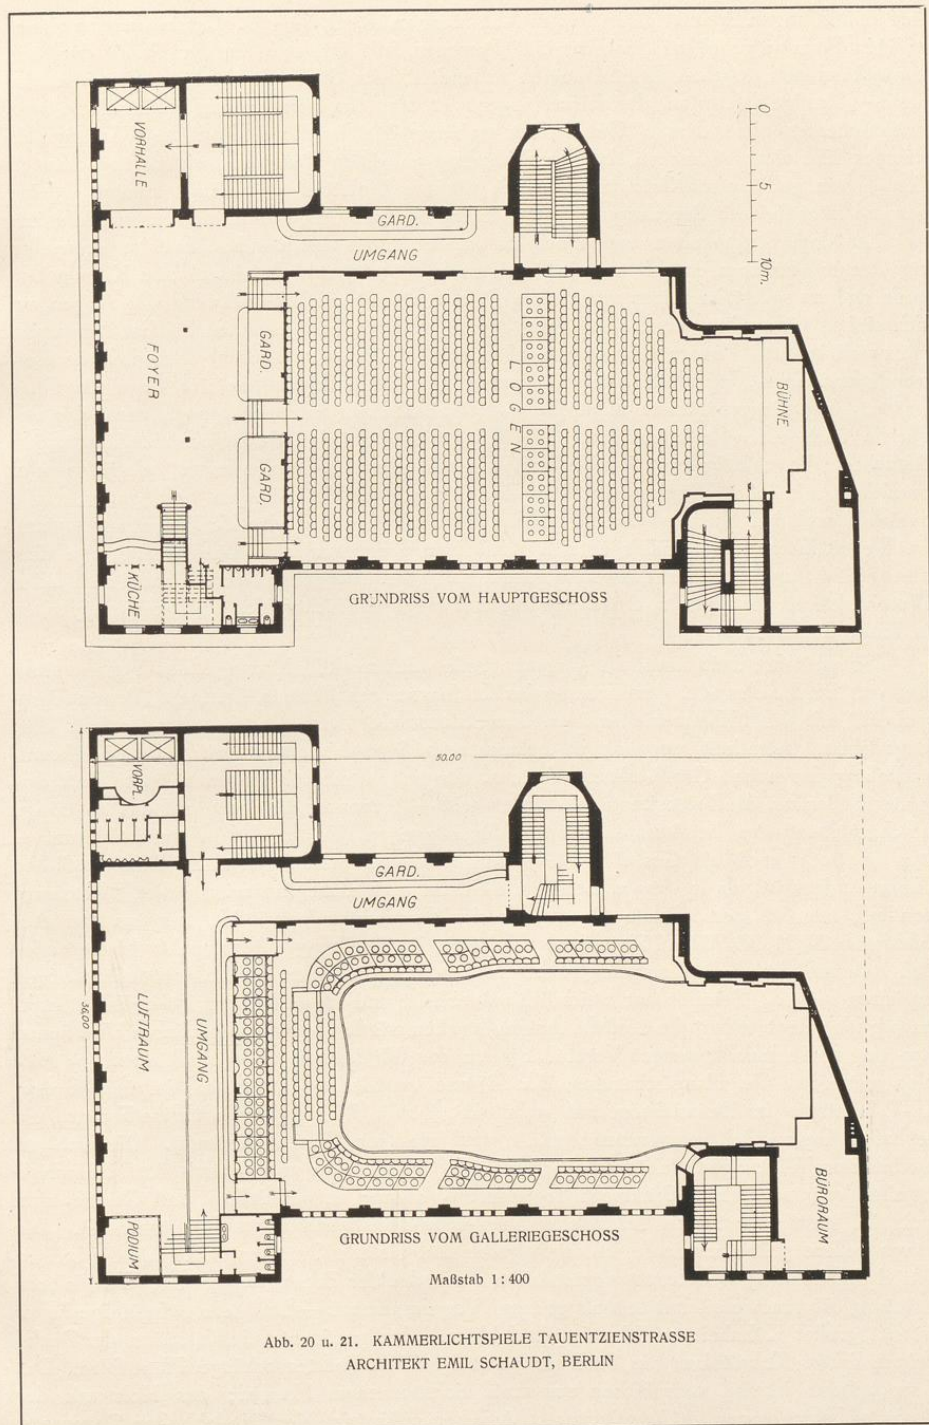 0
5
10m.
VORHALLE
GARD.
UMGANG
FOYER
GARD.
GARD.
LOGEN
BÜHNE
KÜCHE
GRUNDRISS VOM HAUPTGESCHOSS
50.00
VORPL.
GARD.
UMGANG
36.00
LUFTRAUM
UMGANG
PODIUM
BÜRORAUM
GRUNDRISS VOM GALLERIEGESCHOSS
Maßstab 1:400
Abb. 20 u. 21. KAMMERLICHTSPIELE TAUENTZIENSTRASSE
ARCHITEKT EMIL SCHAUDT, BERLIN